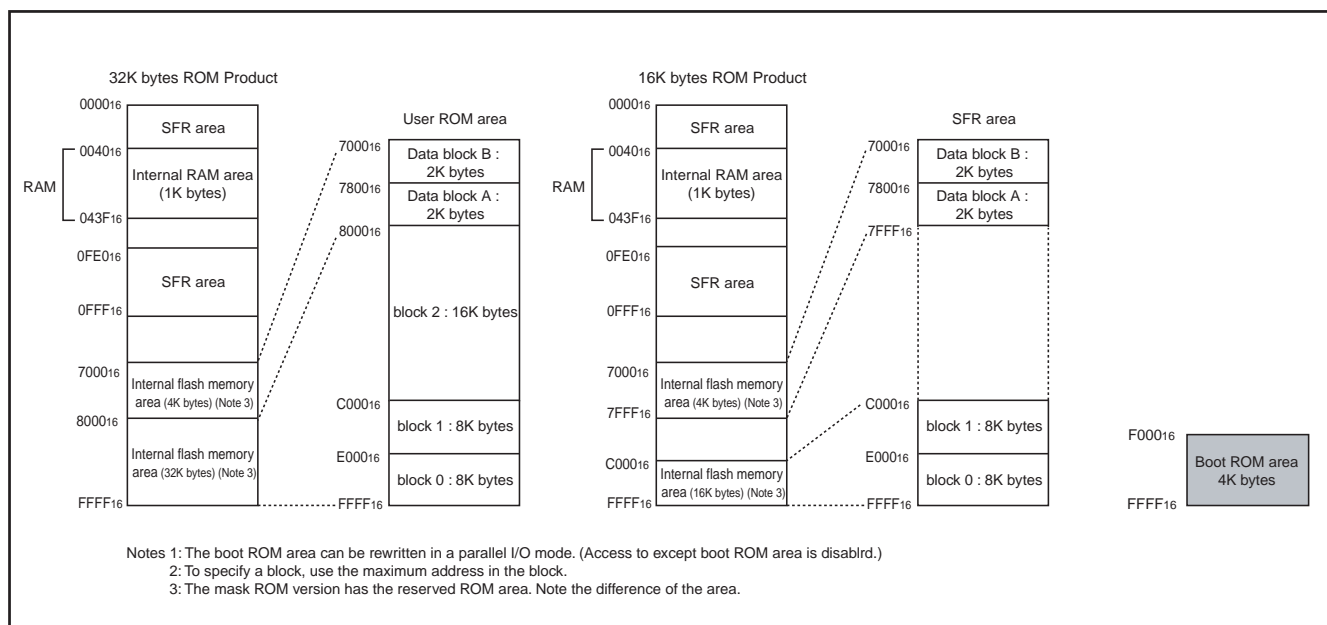 32K bytes ROM Product
000016
SFR area
004016
RAM
Internal RAM area
(1K bytes)
043F16
0FE016
SFR area
0FFF16
700016
Internal flash memory
area (4K bytes) (Note 3)
800016
Internal flash memory
area (32K bytes) (Note 3)
FFFF16
User ROM area
700016
Data block B :
2K bytes
780016
Data block A :
2K bytes
800016
block 2 : 16K bytes
C00016
block 1 : 8K bytes
E00016
block 0 : 8K bytes
FFFF16
16K bytes ROM Product
000016
SFR area
004016
RAM
Internal RAM area
(1K bytes)
043F16
0FE016
SFR area
0FFF16
700016
Internal flash memory
area (4K bytes) (Note 3)
7FFF16
C00016
Internal flash memory
area (16K bytes) (Note 3)
FFFF16
SFR area
700016
Data block B :
2K bytes
780016
Data block A :
2K bytes
7FFF16
C00016
block 1 : 8K bytes
E00016
block 0 : 8K bytes
FFFF16
F00016
Boot ROM area
4K bytes
FFFF16
Notes 1: The boot ROM area can be rewritten in a parallel I/O mode. (Access to except boot ROM area is disablrd.)
2: To specify a block, use the maximum address in the block.
3: The mask ROM version has the reserved ROM area. Note the difference of the area.